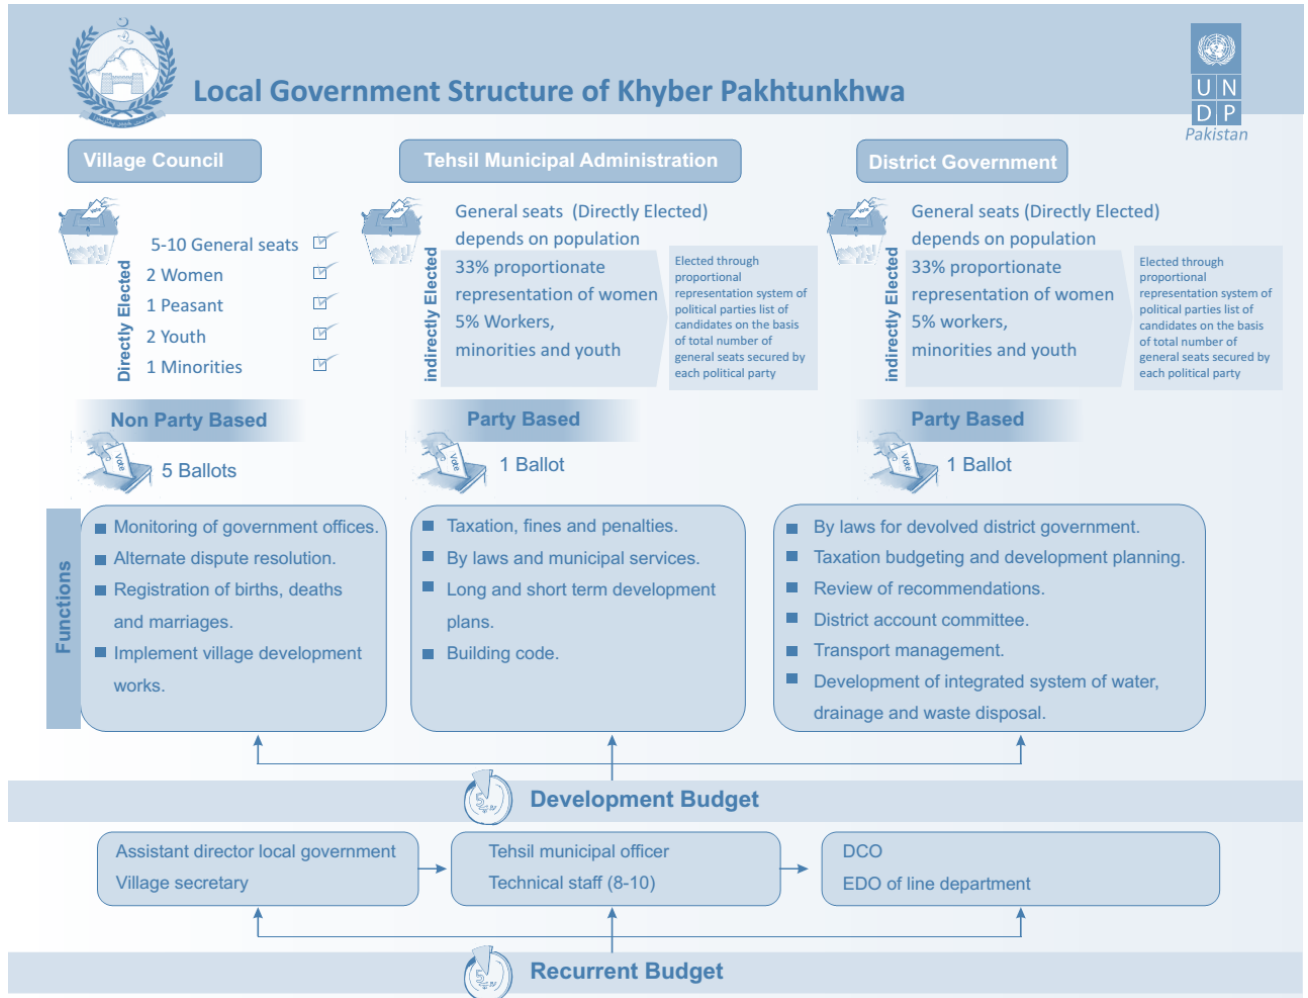 Local Government Structure of Khyber Pakhtunkhwa
U N
D P
Pakistan
Village Council
Directly Elected
5-10 General seats
2 Women
1 Peasant
2 Youth
1 Minorities
Non Party Based
Vote
5 Ballots
Tehsil Municipal Administration
General seats (Directly Elected)
depends on population
indirectly Elected
33% proportionate
representation of women
5% Workers,
minorities and youth
Elected through
proportional
representation system of
political parties list of
candidates on the basis
of total number of
general seats secured by
each political party
Party Based
Vote
1 Ballot
District Government
General seats (Directly Elected)
depends on population
indirectly Elected
33% proportionate
representation of women
5% workers,
minorities and youth
Elected through
proportional
representation system of
political parties list of
candidates on the basis
of total number of
general seats secured by
each political party
Party Based
Vote
1 Ballot
Functions
Monitoring of government offices.
Alternate dispute resolution.
Registration of births, deaths
and marriages.
Implement village development
works.
Taxation, fines and penalties.
By laws and municipal services.
Long and short term development
plans.
Building code.
By laws for devolved district government.
Taxation budgeting and development planning.
Review of recommendations.
District account committee.
Transport management.
Development of integrated system of water,
drainage and waste disposal.
Development Budget
Assistant director local government
Village secretary
Tehsil municipal officer
Technical staff (8-10)
DCO
EDO of line department
Recurrent Budget